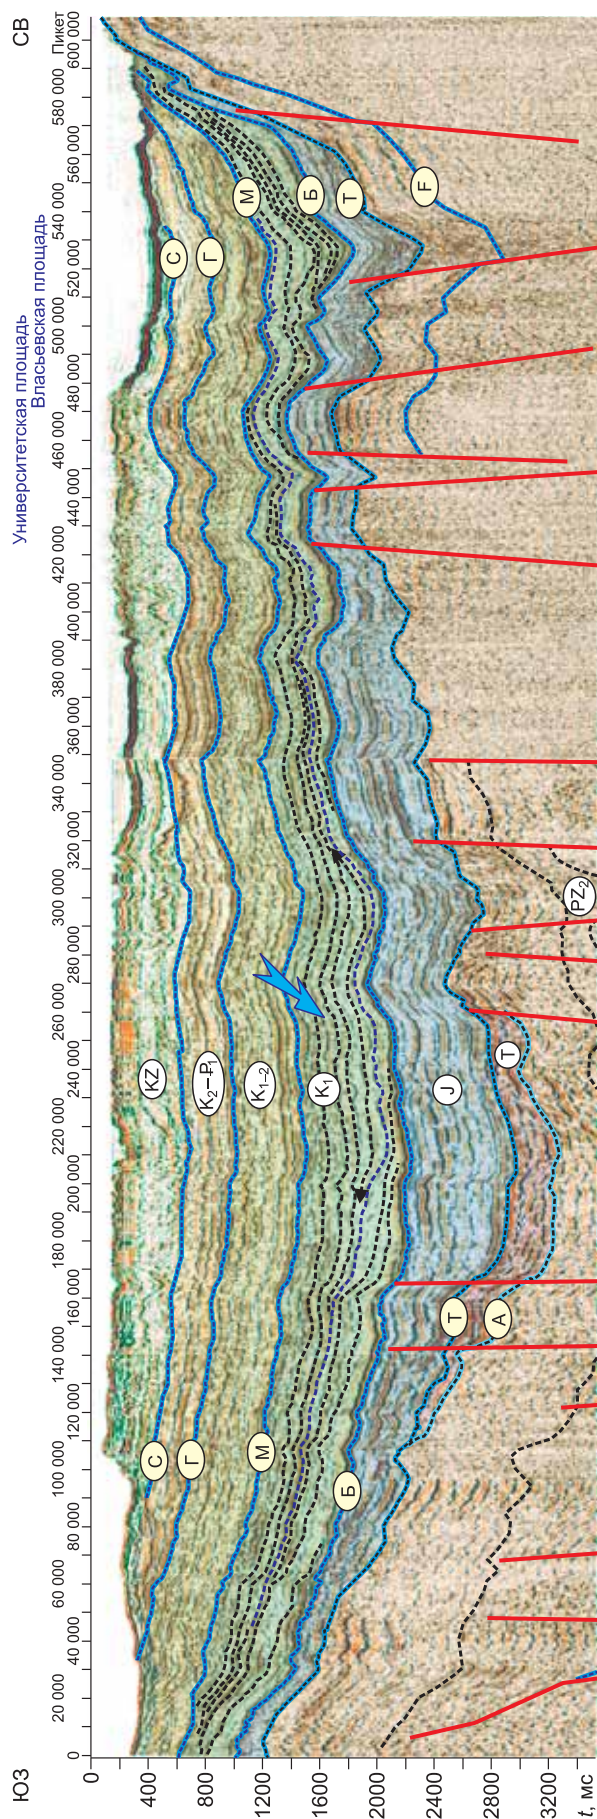 Университетская площадь
Власьевская площадь
ЮЗ
СВ
0 20 000 40 000 60 000 80 000 100 000 120 000 140 000 160 000 180 000 200 000 220 000 240 000 260 000 280 000 300 000 320 000 340 000 360 000 380 000 400 000 420 000 440 000 460 000 480 000 500 000 520 000 540 000 560 000 580 000 600 000 Пикет
0
400
800
1200
1600
2000
2400
2800
3200
t, мс
С
Г
М
Б
Т
А
KZ
K₂–P₁
K₁₋₂
K₁
J
T
PZ₂
С
Г
М
Б
Т
F